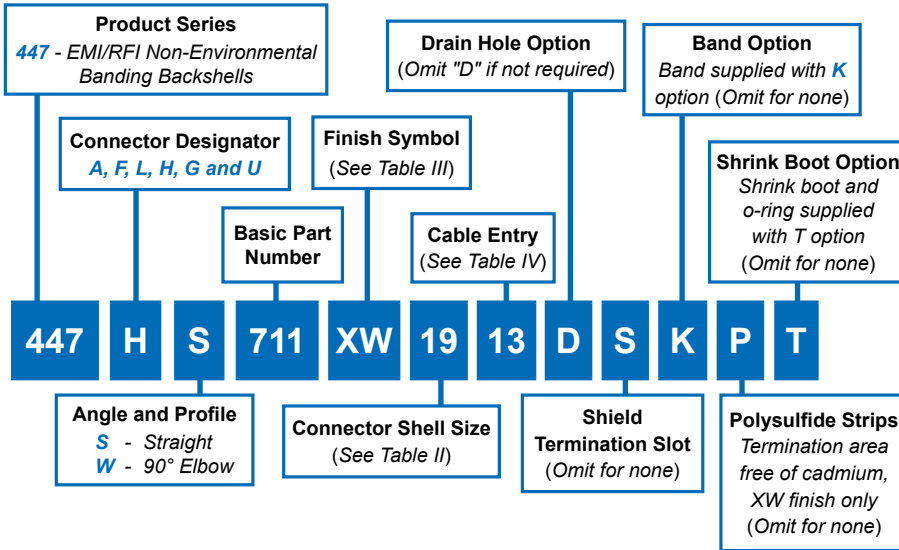 Product Series
447 - EMI/RFI Non-Environmental
Banding Backshells
Drain Hole Option
(Omit "D" if not required)
Band Option
Band supplied with K
option (Omit for none)
Connector Designator
A, F, L, H, G and U
Finish Symbol
(See Table III)
Shrink Boot Option
Shrink boot and
o-ring supplied
with T option
(Omit for none)
Basic Part
Number
Cable Entry
(See Table IV)
447 H S 711 XW 19 13 D S K P T
Angle and Profile
S - Straight
W - 90° Elbow
Connector Shell Size
(See Table II)
Shield
Termination Slot
(Omit for none)
Polysulfide Strips
Termination area
free of cadmium,
XW finish only
(Omit for none)